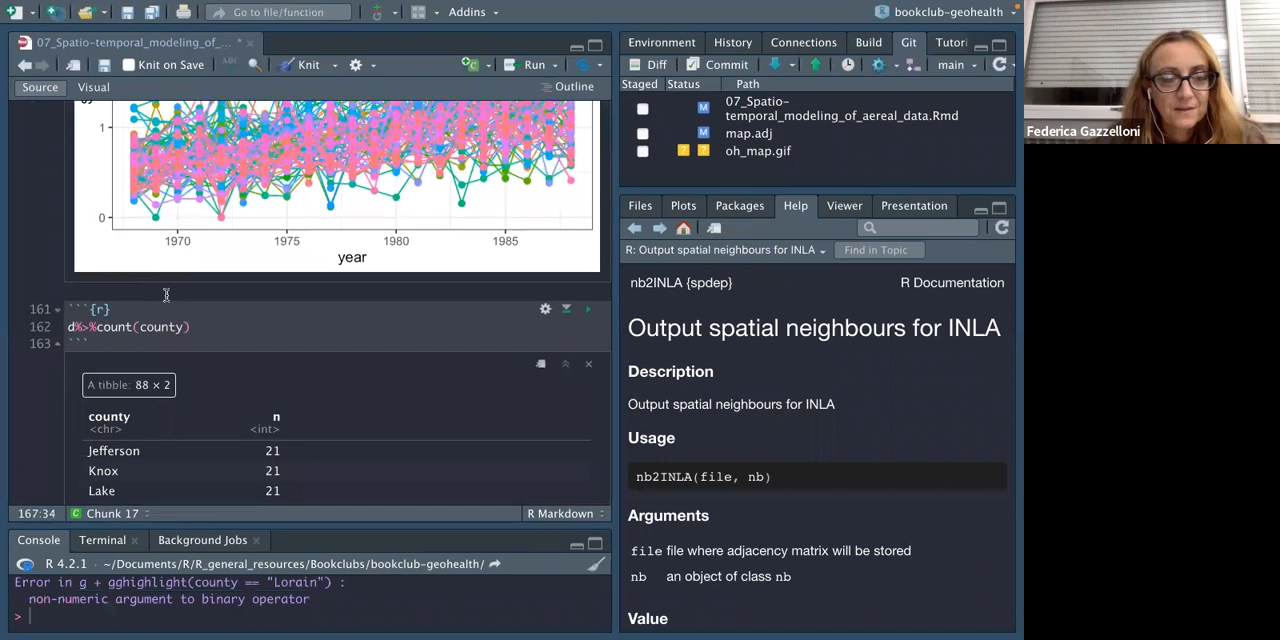 Go to file/function
Addins
bookclub-geohealth
07_Spatio-temporal_modeling_of_... *
Knit on Save
ABC
Knit
Run
Source
Visual
Outline
1
0
1970
1975
1980
1985
year
161
```{r}
162
d%>%count(county)
163
```
A tibble: 88 × 2
county
n
<chr>
<int>
Jefferson
21
Knox
21
Lake
21
167:34
Chunk 17
R Markdown
Console
Terminal
Background Jobs
R 4.2.1 · ~/Documents/R/R_general_resources/Bookclubs/bookclub-geohealth/
Error in g + gghighlight(county == "Lorain") :
non-numeric argument to binary operator
>
Environment
History
Connections
Build
Git
Tutori
Diff
Commit
main
Staged
Status
Path
M
07_Spatio-
temporal_modeling_of_aereal_data.Rmd
M
map.adj
? ?
oh_map.gif
Files
Plots
Packages
Help
Viewer
Presentation
R: Output spatial neighbours for INLA
Find in Topic
nb2INLA {spdep}
R Documentation
Output spatial neighbours for INLA
Description
Output spatial neighbours for INLA
Usage
nb2INLA(file, nb)
Arguments
file file where adjacency matrix will be stored
nb an object of class nb
Value
Federica Gazzelloni